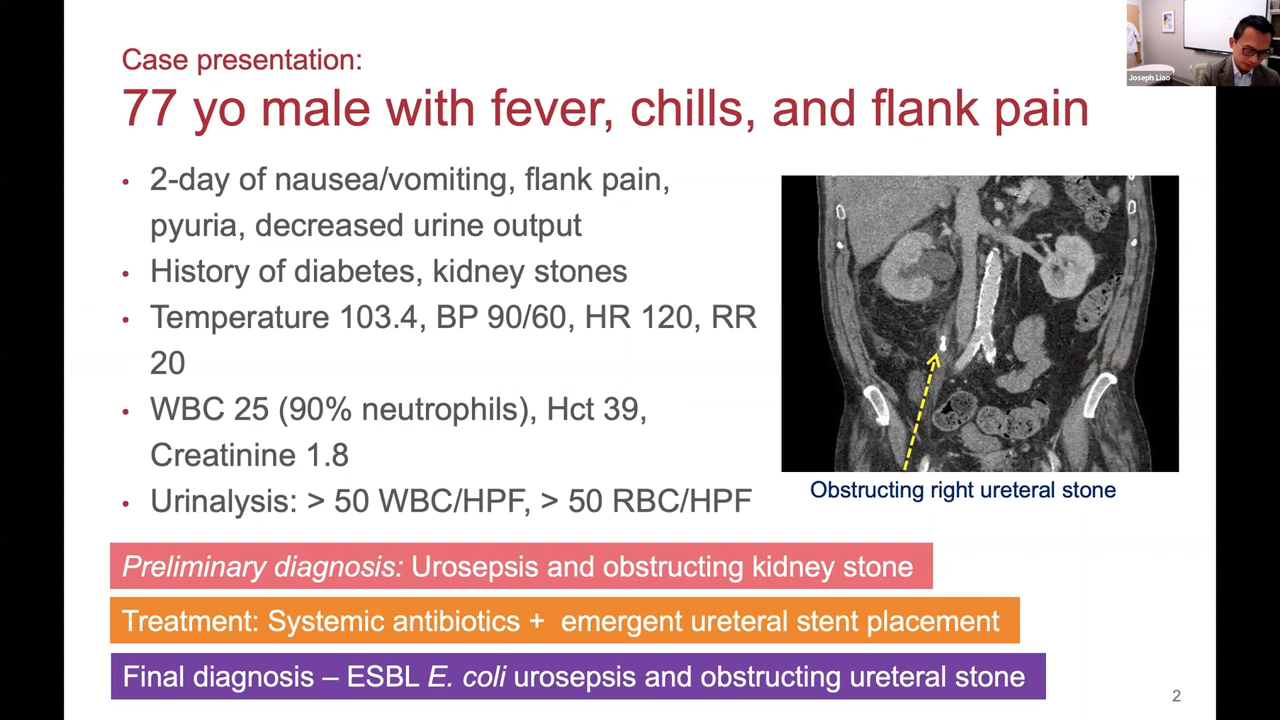 Case presentation:
77 yo male with fever, chills, and flank pain
Joseph Liao
• 2-day of nausea/vomiting, flank pain,
pyuria, decreased urine output
• History of diabetes, kidney stones
• Temperature 103.4, BP 90/60, HR 120, RR
20
• WBC 25 (90% neutrophils), Hct 39,
Creatinine 1.8
• Urinalysis: > 50 WBC/HPF, > 50 RBC/HPF
Obstructing right ureteral stone
Preliminary diagnosis: Urosepsis and obstructing kidney stone
Treatment: Systemic antibiotics + emergent ureteral stent placement
Final diagnosis – ESBL E. coli urosepsis and obstructing ureteral stone
2